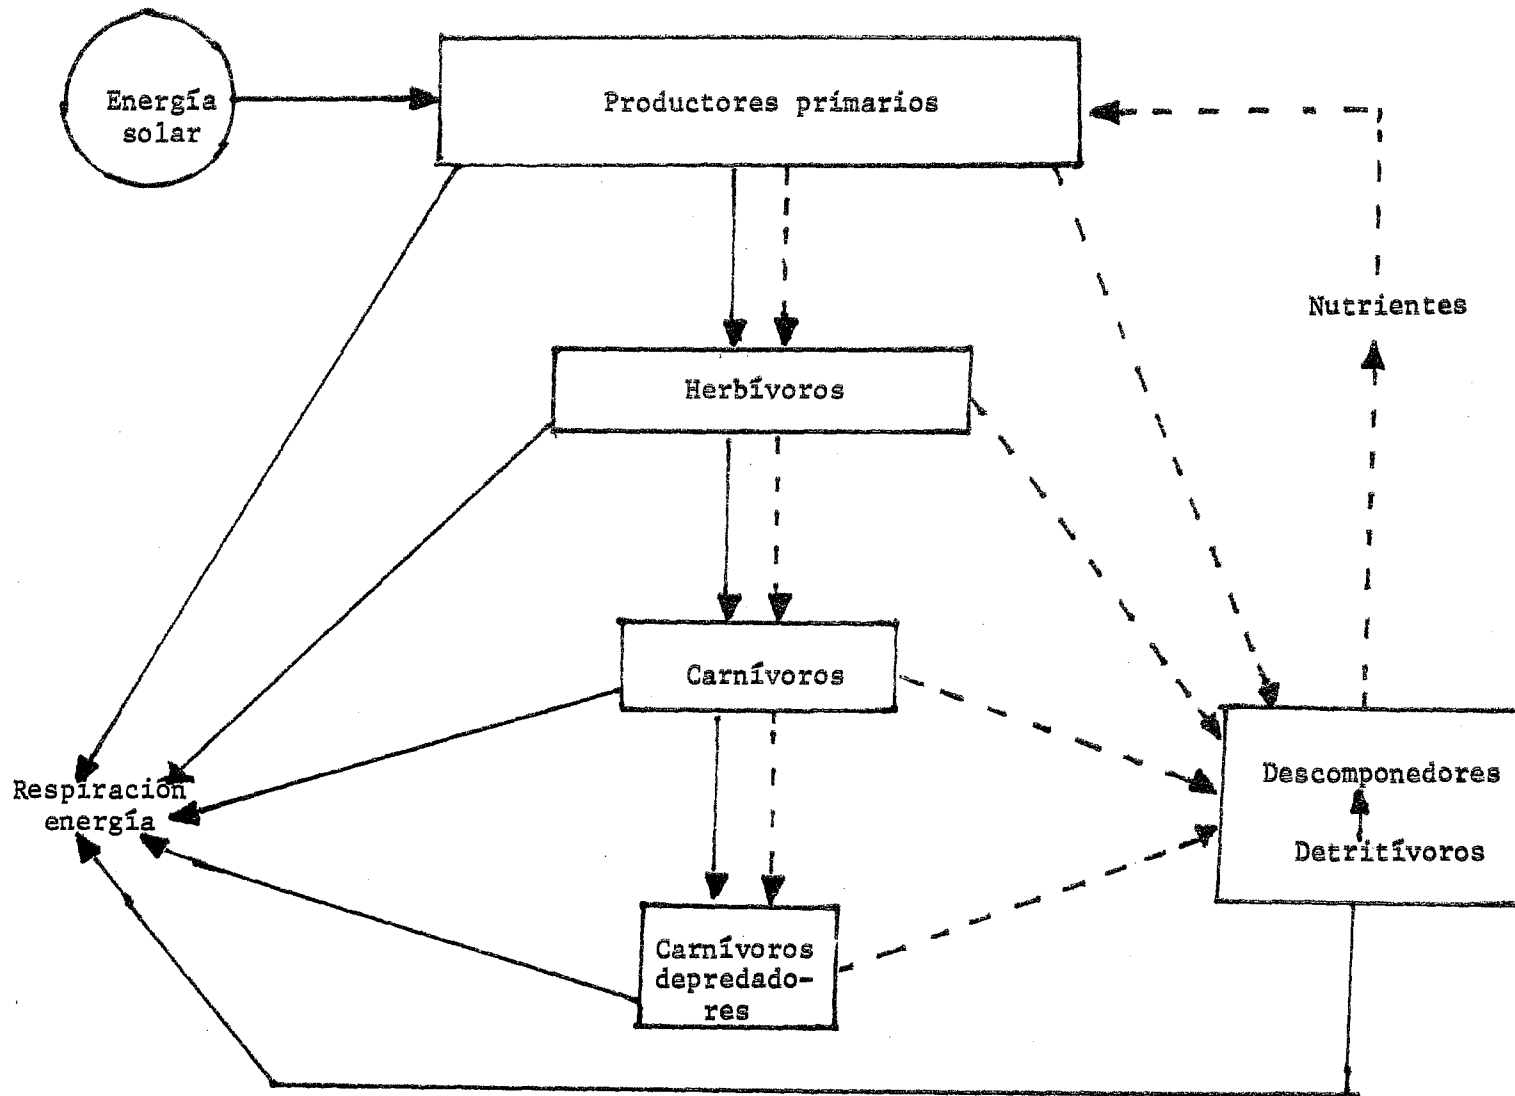 Energía
solar
Productores primarios
Nutrientes
Herbívoros
Carnívoros
Respiración
energía
Descomponedores
Detritívoros
Carnívoros
depredado-
res